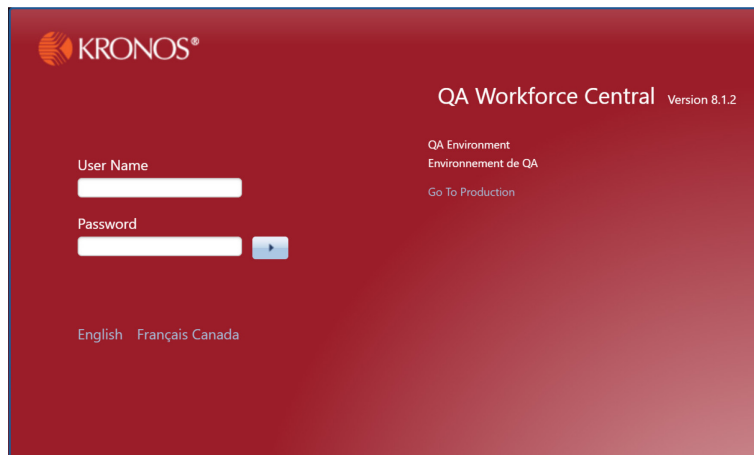 KRONOS®
QA Workforce Central Version 8.1.2
QA Environment
Environnement de QA
Go To Production
User Name
Password
English Français Canada